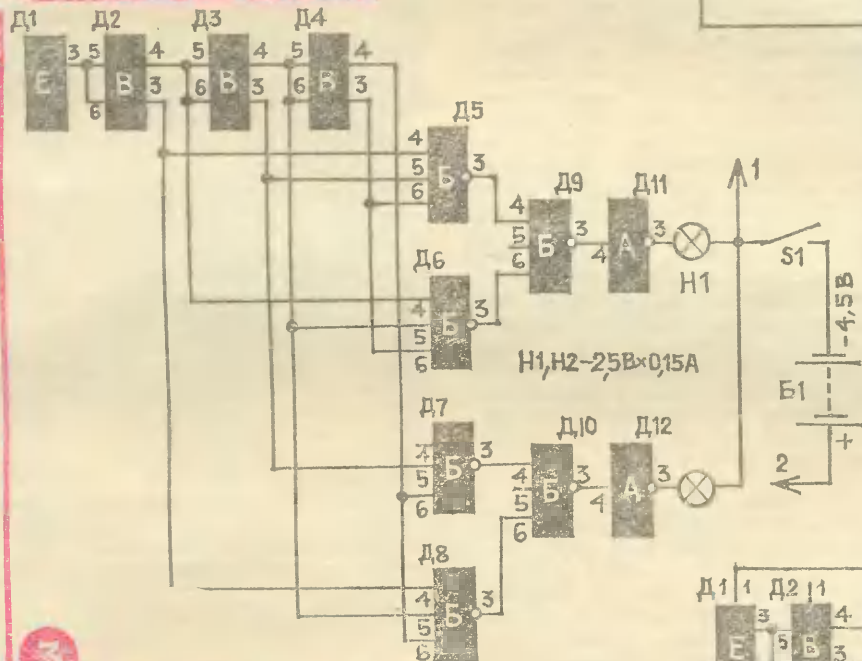 Д1 Д2 Д3 Д4
3 5 4 5 4 5 4
Е В В В
6 3 6 3 6 3
Д5
4
5 Б 3
6
Д9 Д11
4
5 Б 3 4 А 3
6
Н1
1
S1
-4,5В
Б1
+
2
Д6
4 Б 3
5
6
Н1,Н2-2,5В×0,15А
Д7
4
5 Б 3
6
Д10 Д12
4 Б 3 4 А 3
5
6
Д8
4 Б 3
5
6
Д1 1 Д2 1
3 4
Е 5 В
3